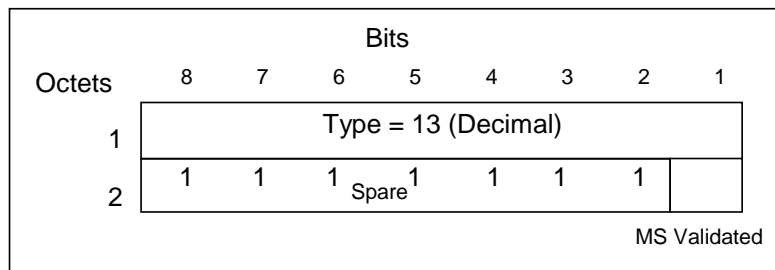 Bits
Octets 8 7 6 5 4 3 2 1
1 Type = 13 (Decimal)
2 1 1 1 1 1 1 1
Spare
MS Validated